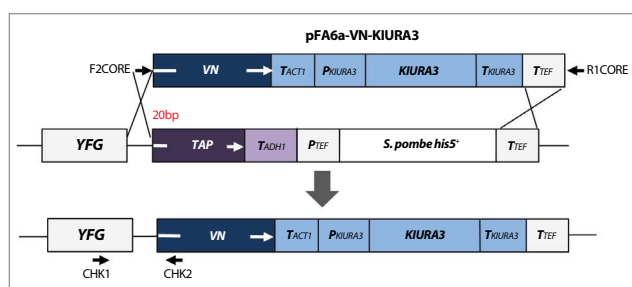 pFA6a-VN-KIURA3
F2CORE VN TACT1 PKIURA3 KIURA3 TKIURA3 TTEF R1CORE
20bp
YFG TAP TADH1 PTEF S. pombe his5+ TTEF
YFG VN TACT1 PKIURA3 KIURA3 TKIURA3 TTEF
CHK1 CHK2